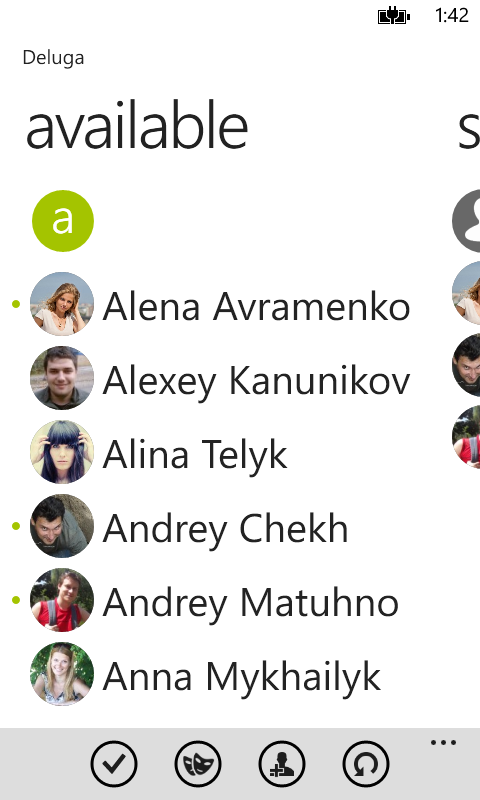 1:42
Deluga
available
s
a
Alena Avramenko
Alexey Kanunikov
Alina Telyk
Andrey Chekh
Andrey Matuhno
Anna Mykhailyk